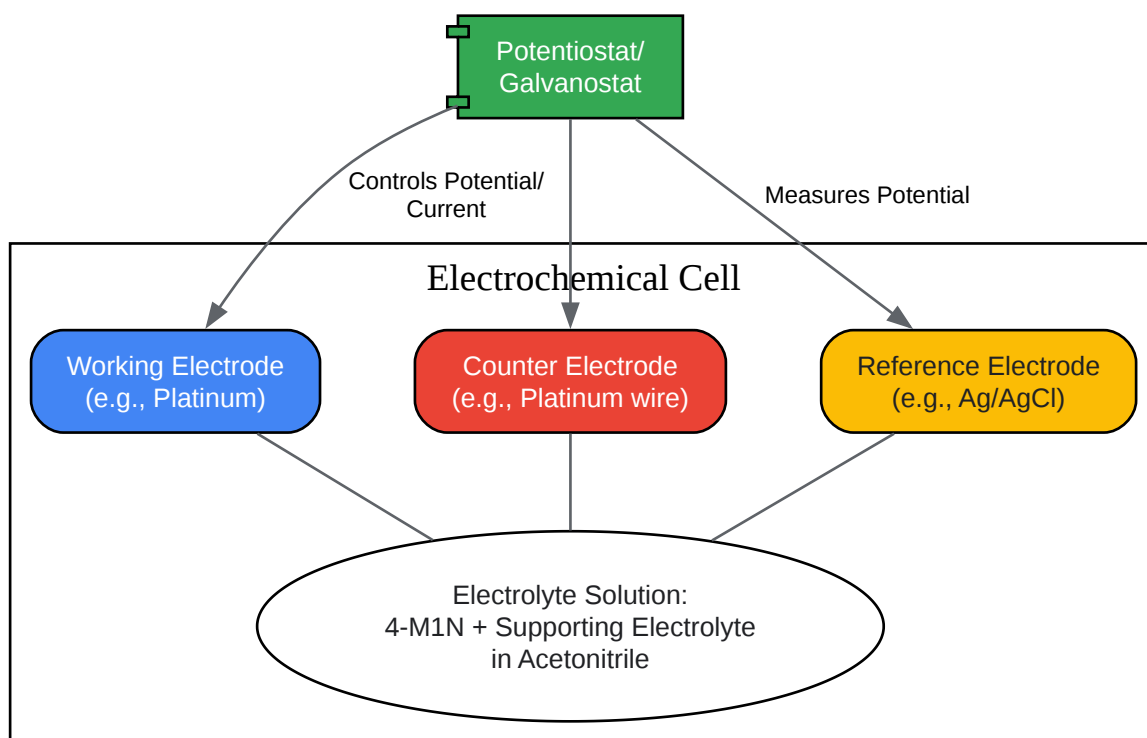 Potentiostat/
Galvanostat
Controls Potential/
Current
Measures Potential
Electrochemical Cell
Working Electrode
(e.g., Platinum)
Counter Electrode
(e.g., Platinum wire)
Reference Electrode
(e.g., Ag/AgCl)
Electrolyte Solution:
4-M1N + Supporting Electrolyte
in Acetonitrile